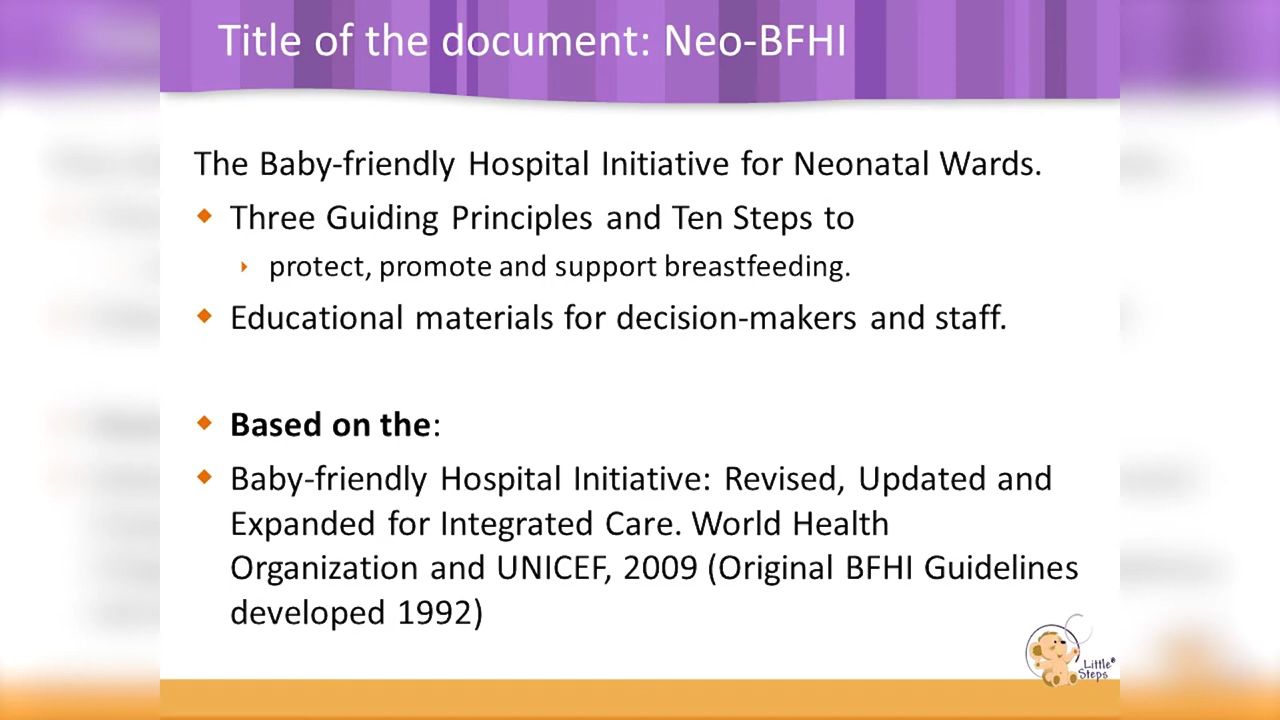 Title of the document: Neo-BFHI
The Baby-friendly Hospital Initiative for Neonatal Wards.
Three Guiding Principles and Ten Steps to
protect, promote and support breastfeeding.
Educational materials for decision-makers and staff.
Based on the:
Baby-friendly Hospital Initiative: Revised, Updated and
Expanded for Integrated Care. World Health
Organization and UNICEF, 2009 (Original BFHI Guidelines
developed 1992)
Little®
Steps